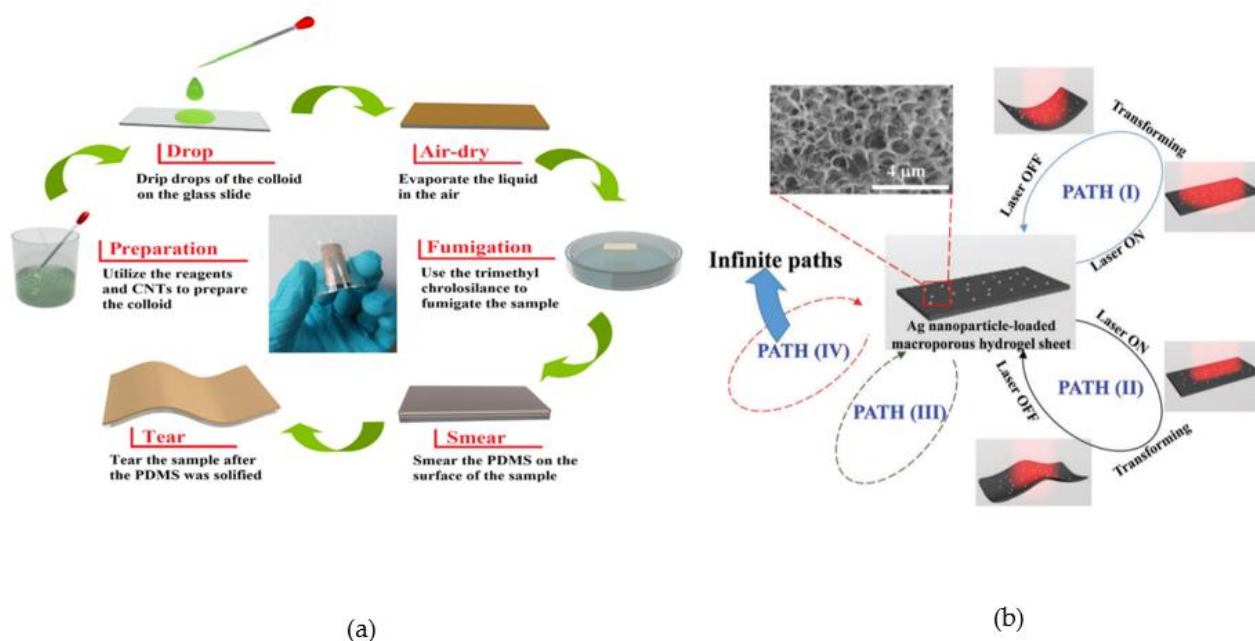 Drop
Drip drops of the colloid
on the glass slide
Air-dry
Evaporate the liquid
in the air
Preparation
Utilize the reagents
and CNTs to prepare
the colloid
Fumigation
Use the trimethyl
chrolosilance to
fumigate the sample
Tear
Tear the sample after
the PDMS was solified
Smear
Smear the PDMS on the
surface of the sample
(a)
4 μm
Transforming
Laser OFF
PATH (I)
Laser ON
Infinite paths
Ag nanoparticle-loaded
macroporous hydrogel sheet
PATH (IV)
PATH (III)
Laser ON
Laser OFF
PATH (II)
Transforming
(b)